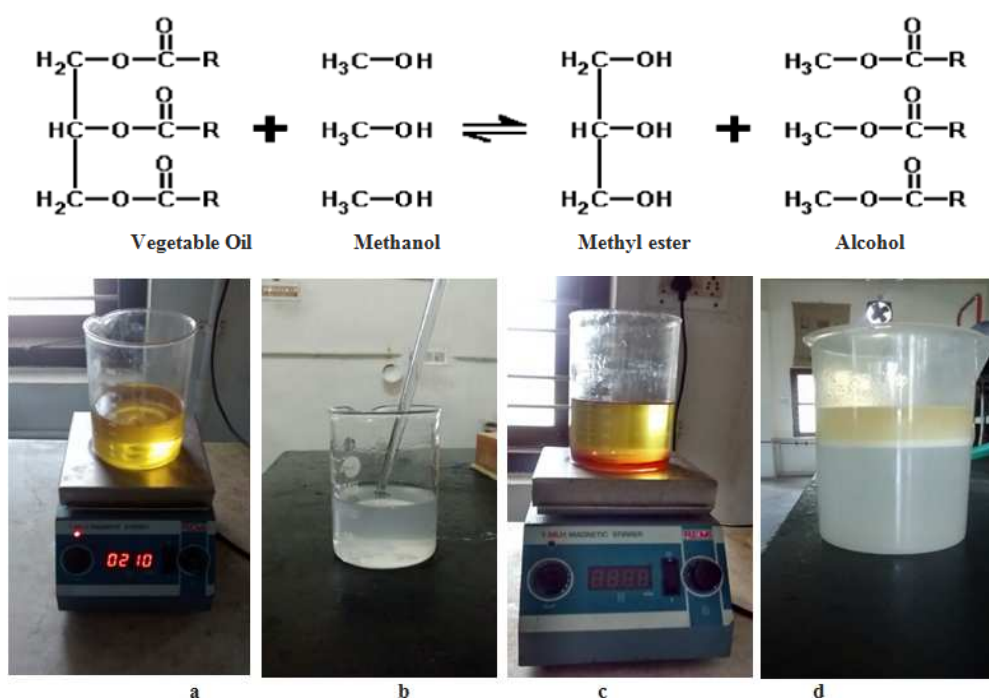 O O
H₂C—O—C—R H₃C—OH H₂C—OH H₃C—O—C—R
O O
HC—O—C—R + H₃C—OH ⇌ HC—OH + H₃C—O—C—R
O O
H₂C—O—C—R H₃C—OH H₂C—OH H₃C—O—C—R
Vegetable Oil Methanol Methyl ester Alcohol
0210
MAGNETIC STIRRER
REMI
a b c d